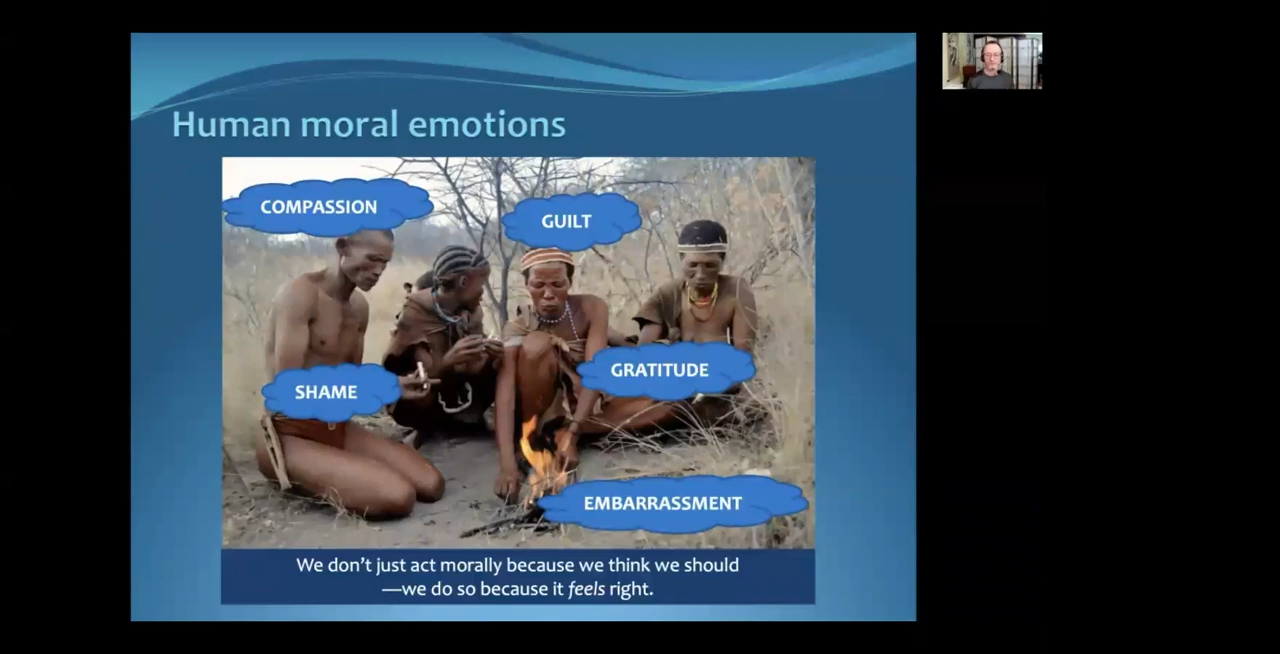 Human moral emotions
COMPASSION
GUILT
GRATITUDE
SHAME
EMBARRASSMENT
We don't just act morally because we think we should
—we do so because it feels right.